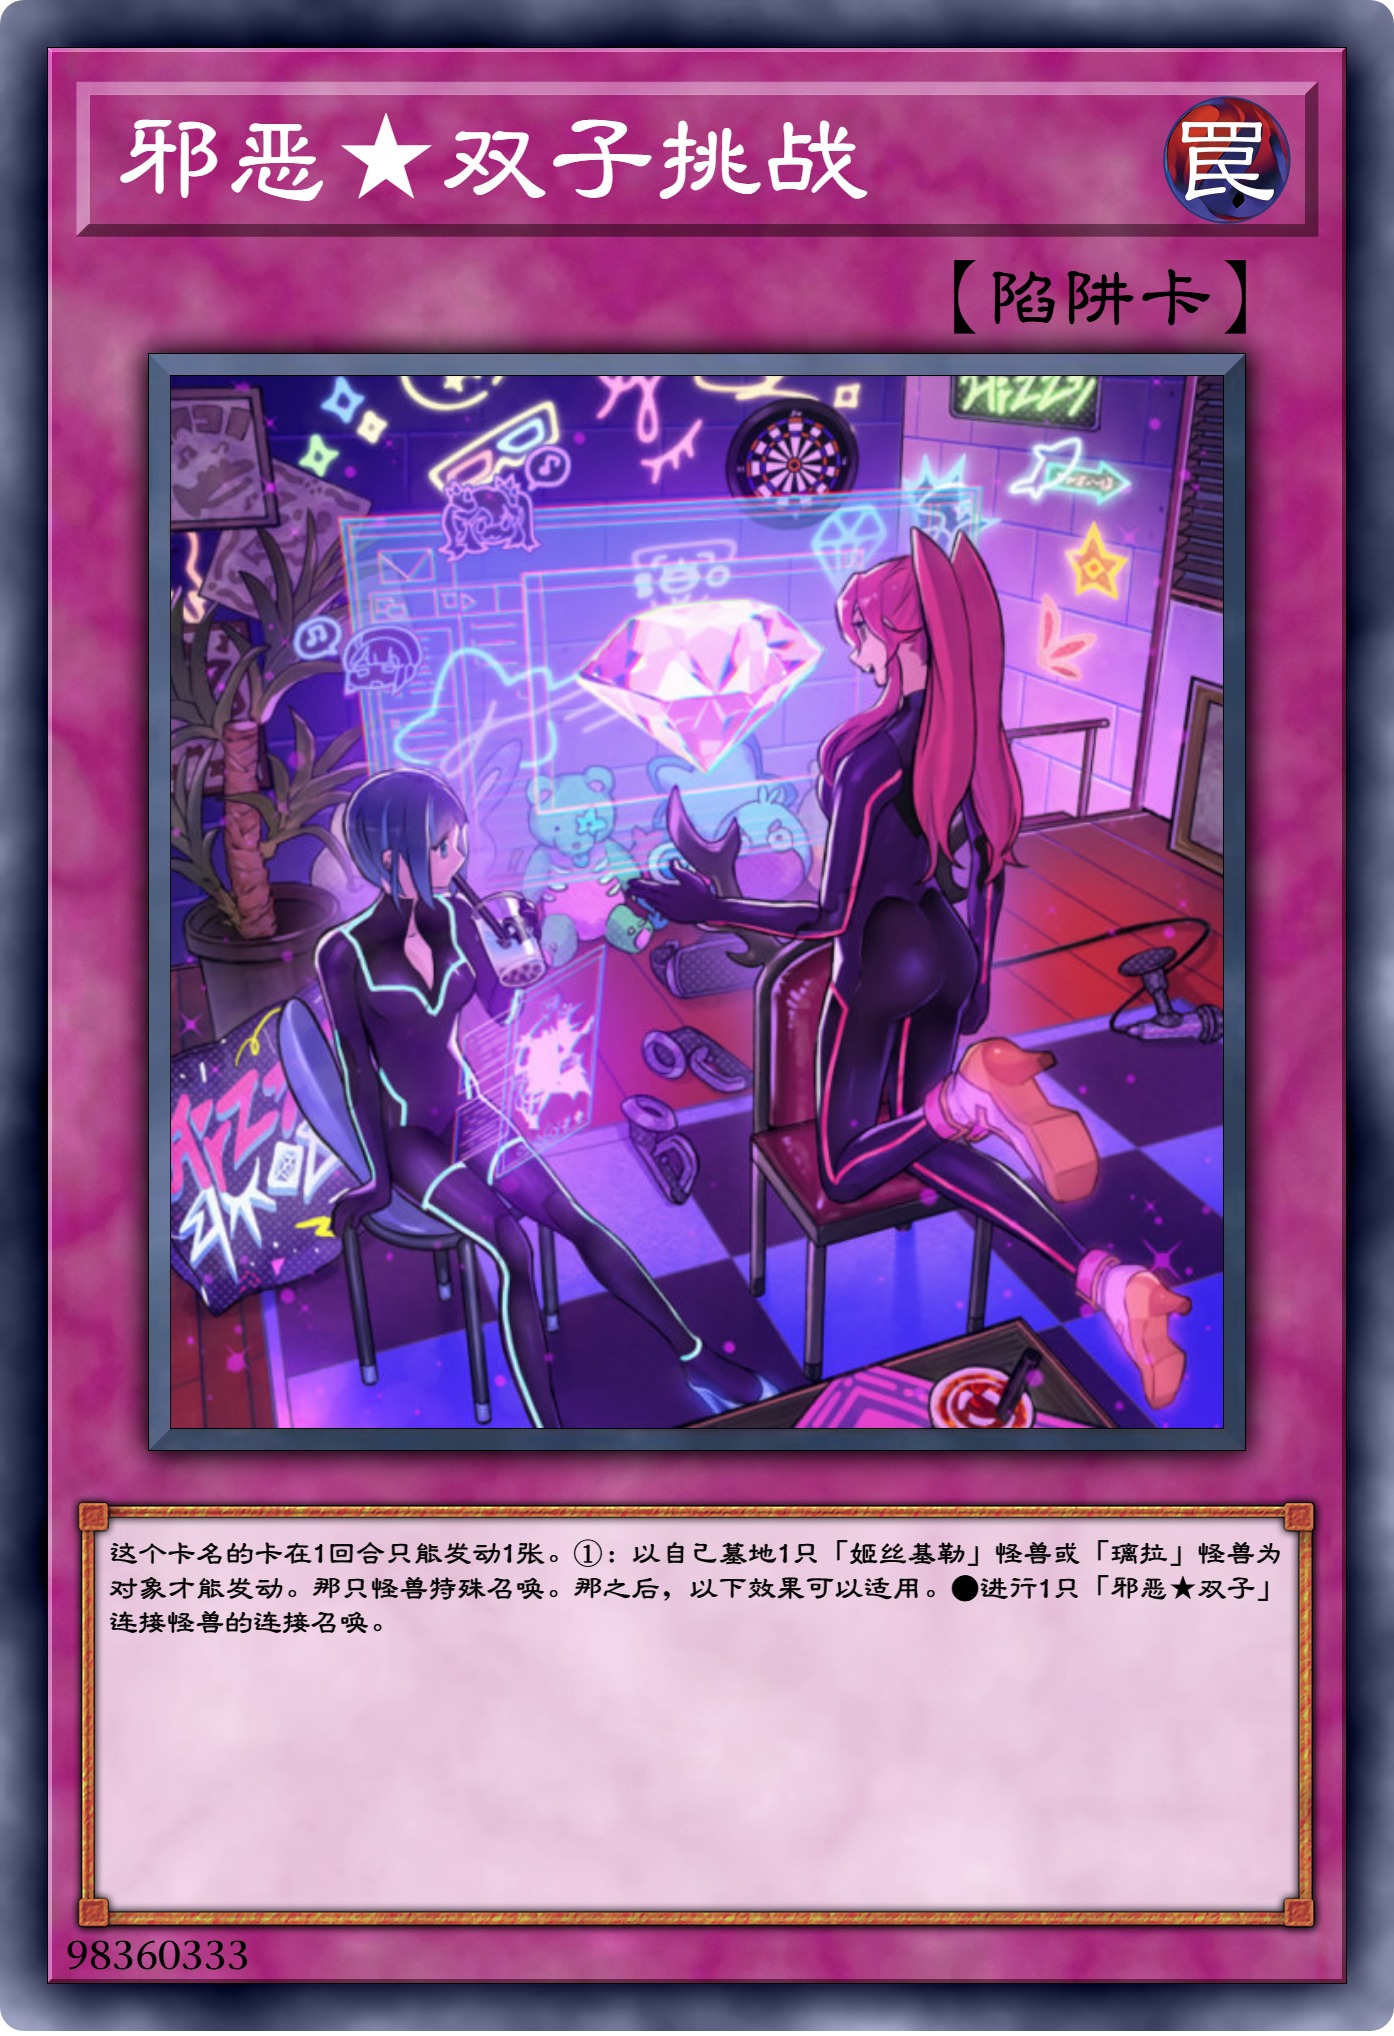 邪恶★双子挑战
罠
【陷阱卡】
这个卡名的卡在1回合只能发动1张。①：以自己墓地1只「姬丝基勒」怪兽或「璃拉」怪兽为
对象才能发动。那只怪兽特殊召唤。那之后，以下效果可以适用。●进行1只「邪恶★双子」
连接怪兽的连接召唤。
98360333